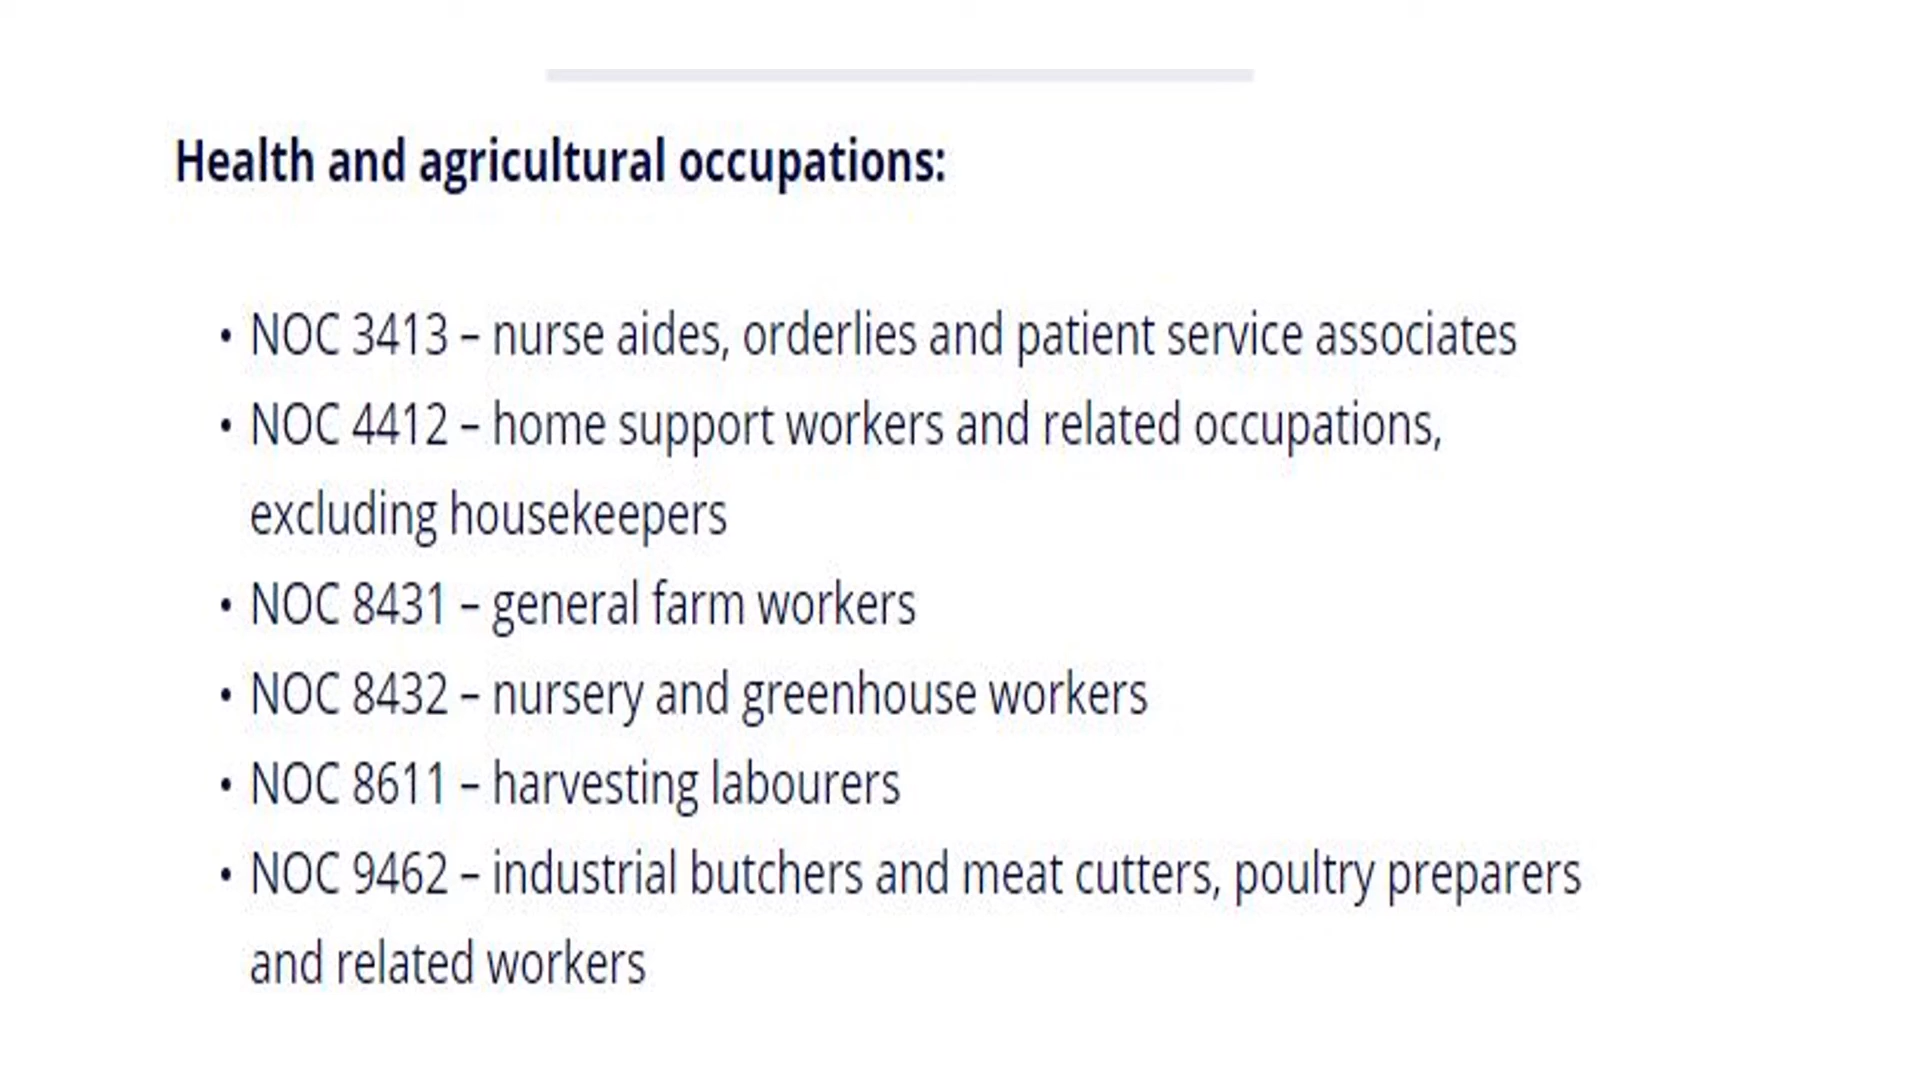 Health and agricultural occupations:
• NOC 3413 – nurse aides, orderlies and patient service associates
• NOC 4412 – home support workers and related occupations,
excluding housekeepers
• NOC 8431 – general farm workers
• NOC 8432 – nursery and greenhouse workers
• NOC 8611 – harvesting labourers
• NOC 9462 – industrial butchers and meat cutters, poultry preparers
and related workers